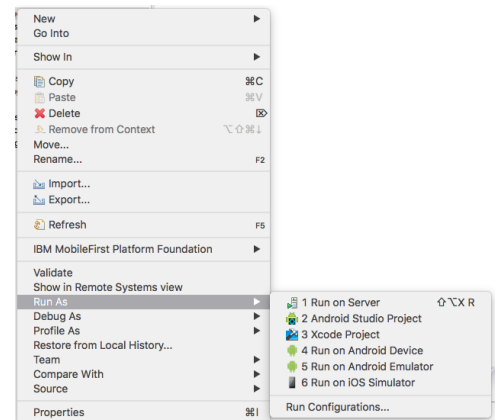 New
Go Into
Show In
Copy ⌘C
Paste ⌘V
Delete ⌦
Remove from Context ⌥⇧⌘↓
Move...
Rename... F2
Import...
Export...
Refresh F5
IBM MobileFirst Platform Foundation
Validate
Show in Remote Systems view
Run As
Debug As
Profile As
Restore from Local History...
Team
Compare With
Source
Properties ⌘I
1 Run on Server ⇧⌥X R
2 Android Studio Project
3 Xcode Project
4 Run on Android Device
5 Run on Android Emulator
6 Run on iOS Simulator
Run Configurations...